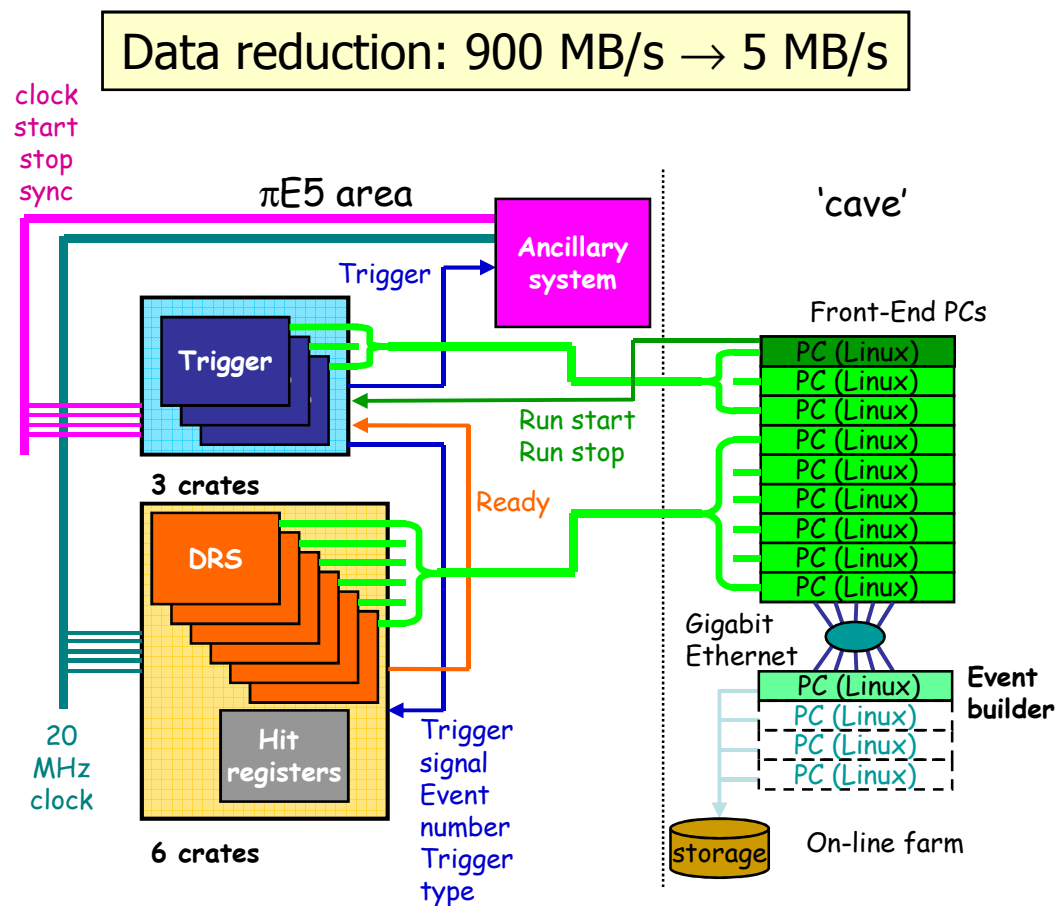 Data reduction: 900 MB/s → 5 MB/s
clock
start
stop
sync
πE5 area
'cave'
Ancillary
system
Trigger
Front-End PCs
Trigger
PC (Linux)
PC (Linux)
PC (Linux)
PC (Linux)
PC (Linux)
PC (Linux)
PC (Linux)
PC (Linux)
PC (Linux)
Run start
Run stop
3 crates
Ready
DRS
Gigabit
Ethernet
PC (Linux)
PC (Linux)
PC (Linux)
PC (Linux)
Event
builder
Hit
registers
20
MHz
clock
Trigger
signal
Event
number
Trigger
type
6 crates
storage
On-line farm